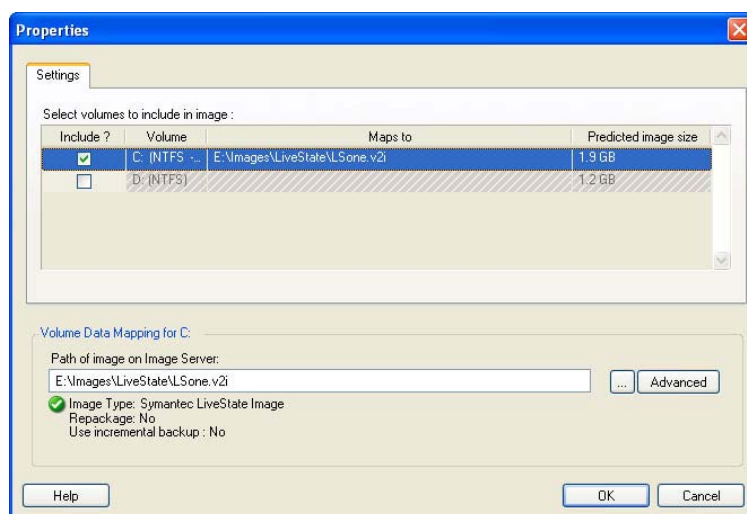 Properties
Settings
Select volumes to include in image :
Include ? Volume Maps to Predicted image size
C: (NTFS -... E:\Images\LiveState\LSone.v2i 1.9 GB
D: (NTFS) 1.2 GB
Volume Data Mapping for C:
Path of image on Image Server:
E:\Images\LiveState\LSone.v2i ... Advanced
Image Type: Symantec LiveState Image
Repackage: No
Use incremental backup : No
Help OK Cancel